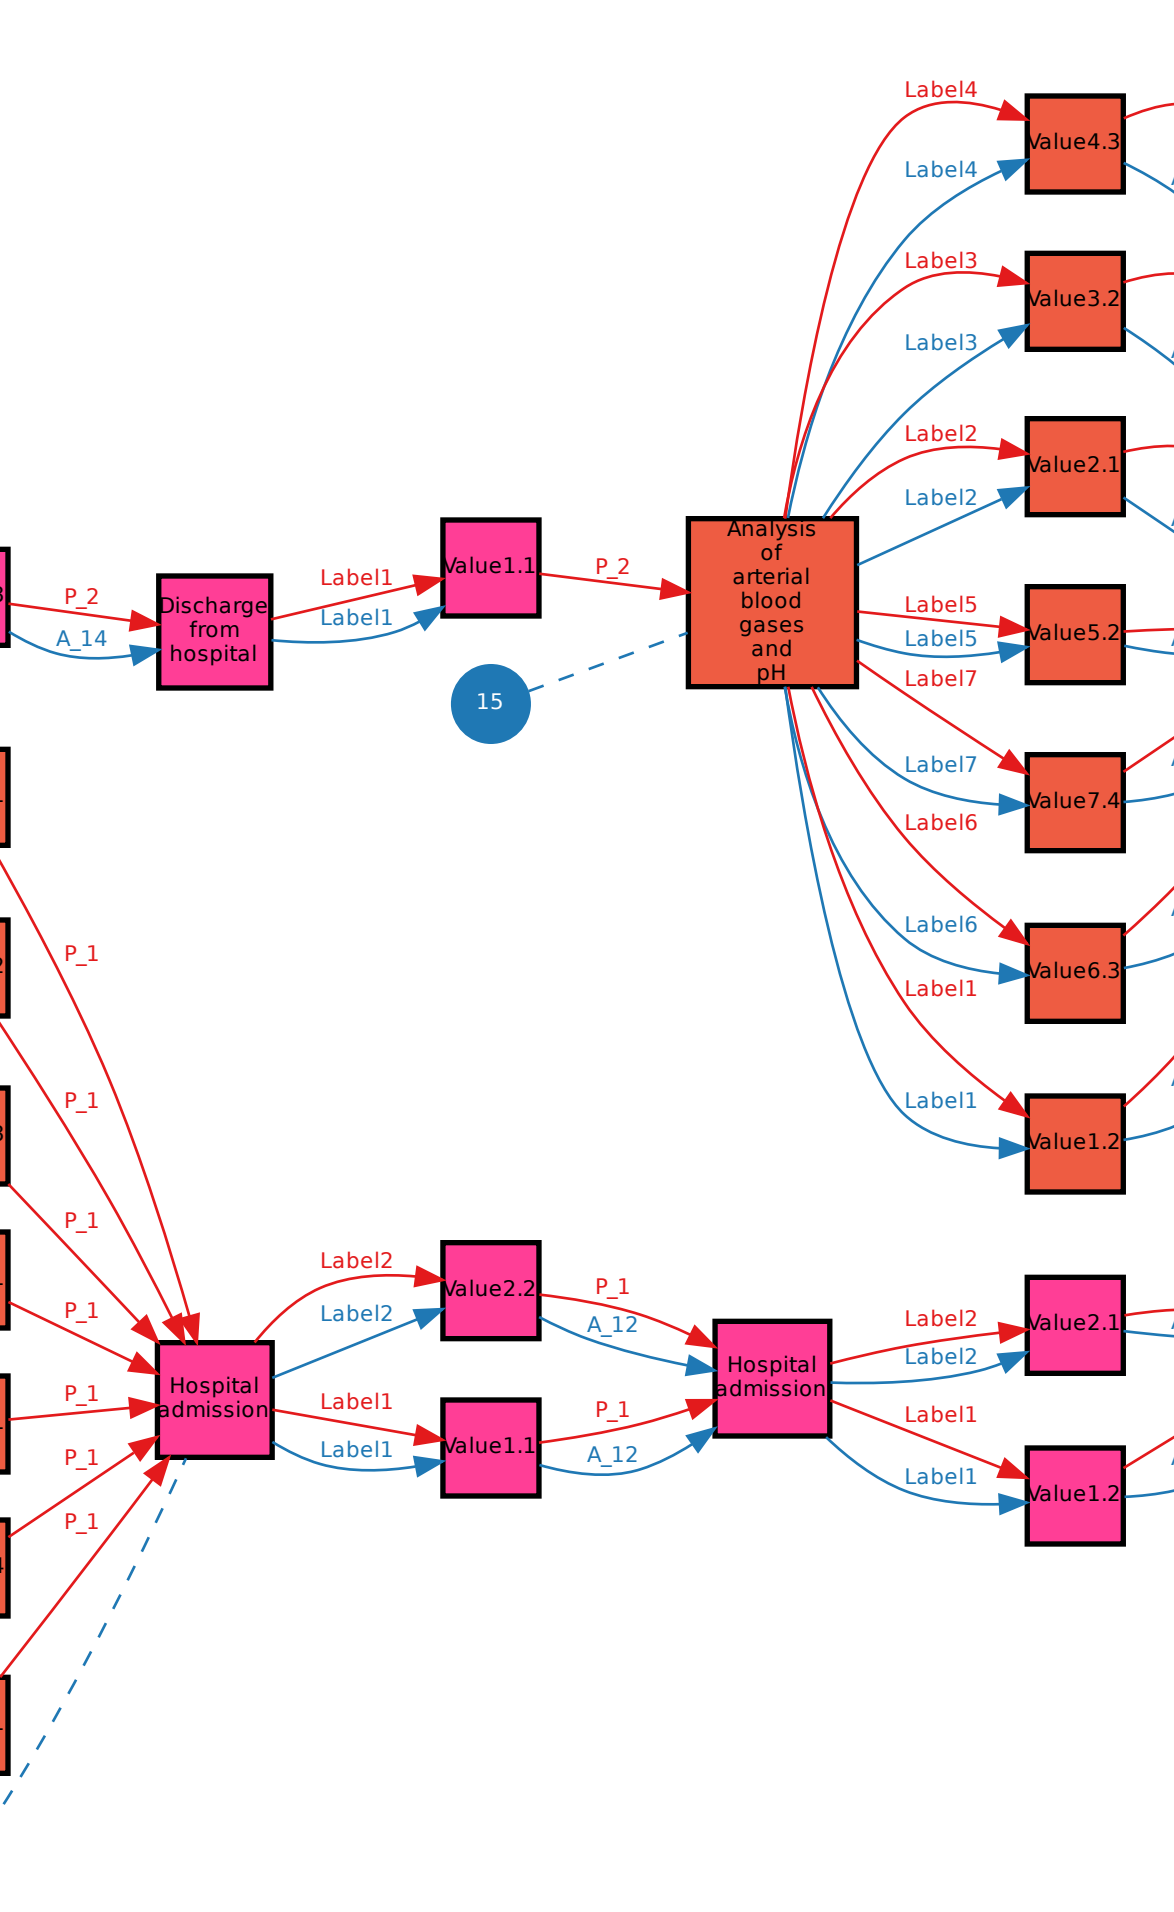 Label4
Value4.3
Label4
Label3
Value3.2
Label3
Label2
Value2.1
Label2
P_2
A_14
Discharge
from
hospital
Label1
Label1
Value1.1
P_2
15
Analysis
of
arterial
blood
gases
and
pH
Label5
Label5
Value5.2
Label7
Label7
Value7.4
Label6
Label6
Value6.3
Label1
Label1
Value1.2
P_1
P_1
P_1
P_1
P_1
P_1
P_1
Hospital
admission
Label2
Label2
Value2.2
Label1
Label1
Value1.1
P_1
A_12
P_1
A_12
Hospital
admission
Label2
Label2
Value2.1
Label1
Label1
Value1.2